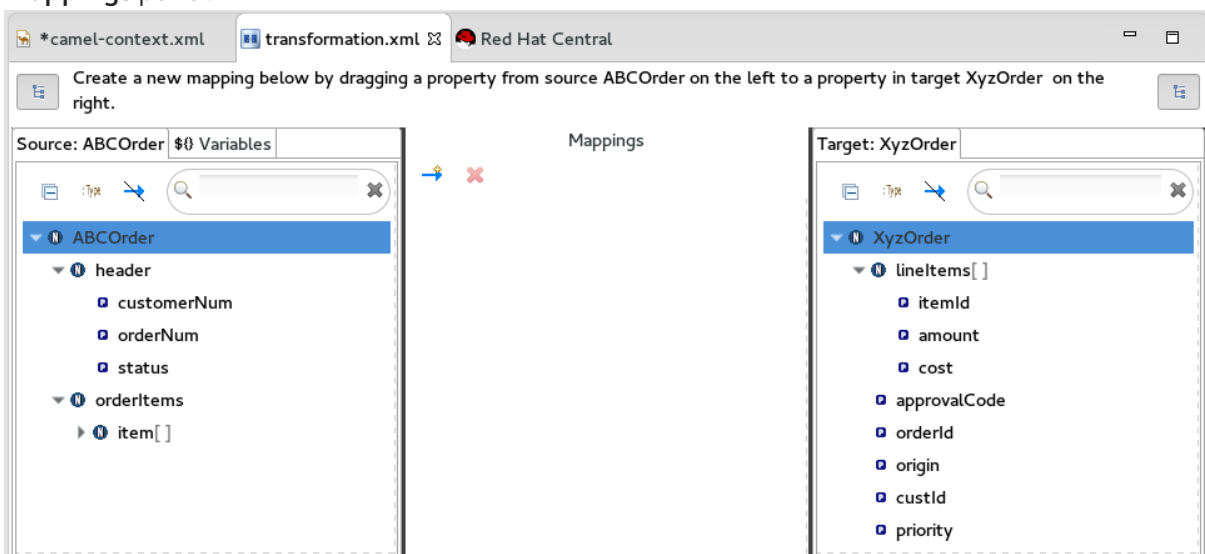 *camel-context.xml transformation.xml Red Hat Central
Create a new mapping below by dragging a property from source ABCOrder on the left to a property in target XyzOrder on the
right.
Source: ABCOrder ${} Variables Mappings Target: XyzOrder
:Type :Type
ABCOrder XyzOrder
header lineItems[ ]
customerNum itemId
orderNum amount
status cost
orderItems approvalCode
item[ ] orderId
origin
custId
priority